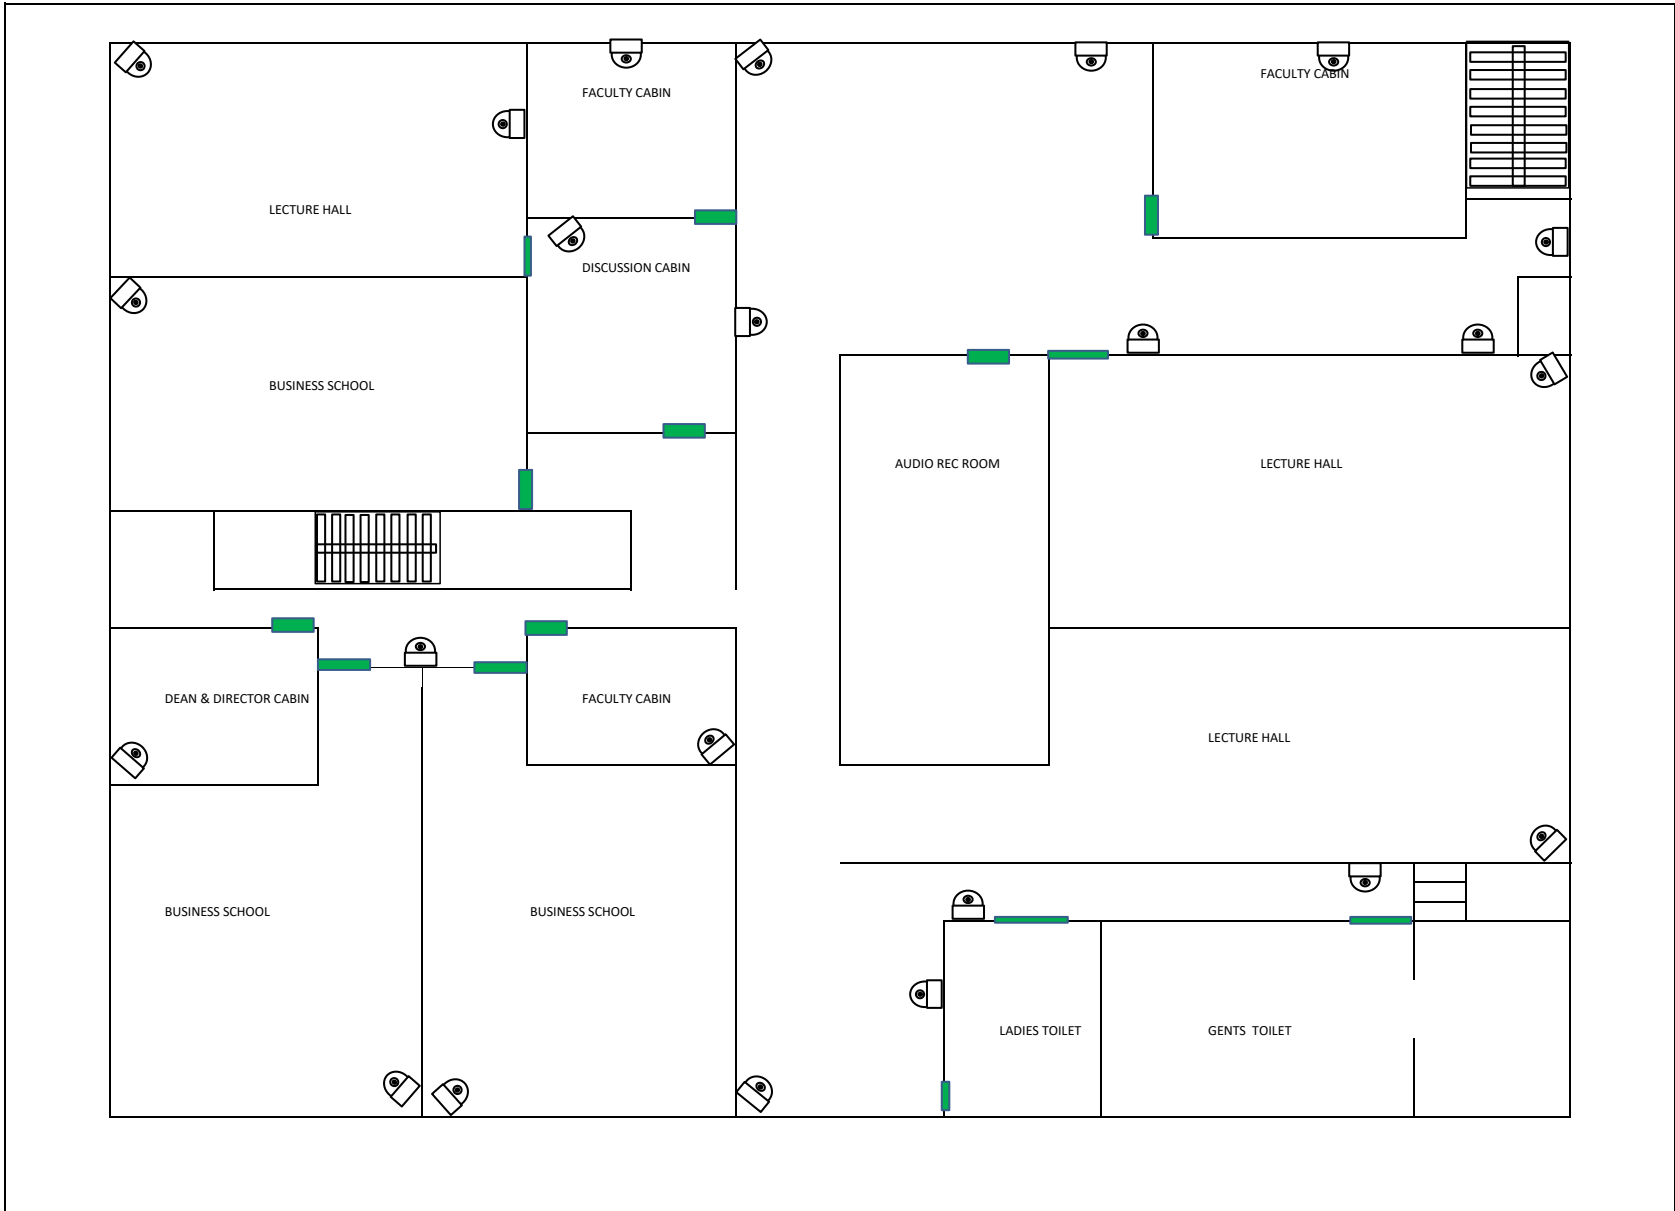 FACULTY CABIN
FACULTY CABIN
LECTURE HALL
DISCUSSION CABIN
BUSINESS SCHOOL
AUDIO REC ROOM
LECTURE HALL
DEAN & DIRECTOR CABIN
FACULTY CABIN
LECTURE HALL
BUSINESS SCHOOL
BUSINESS SCHOOL
LADIES TOILET
GENTS  TOILET